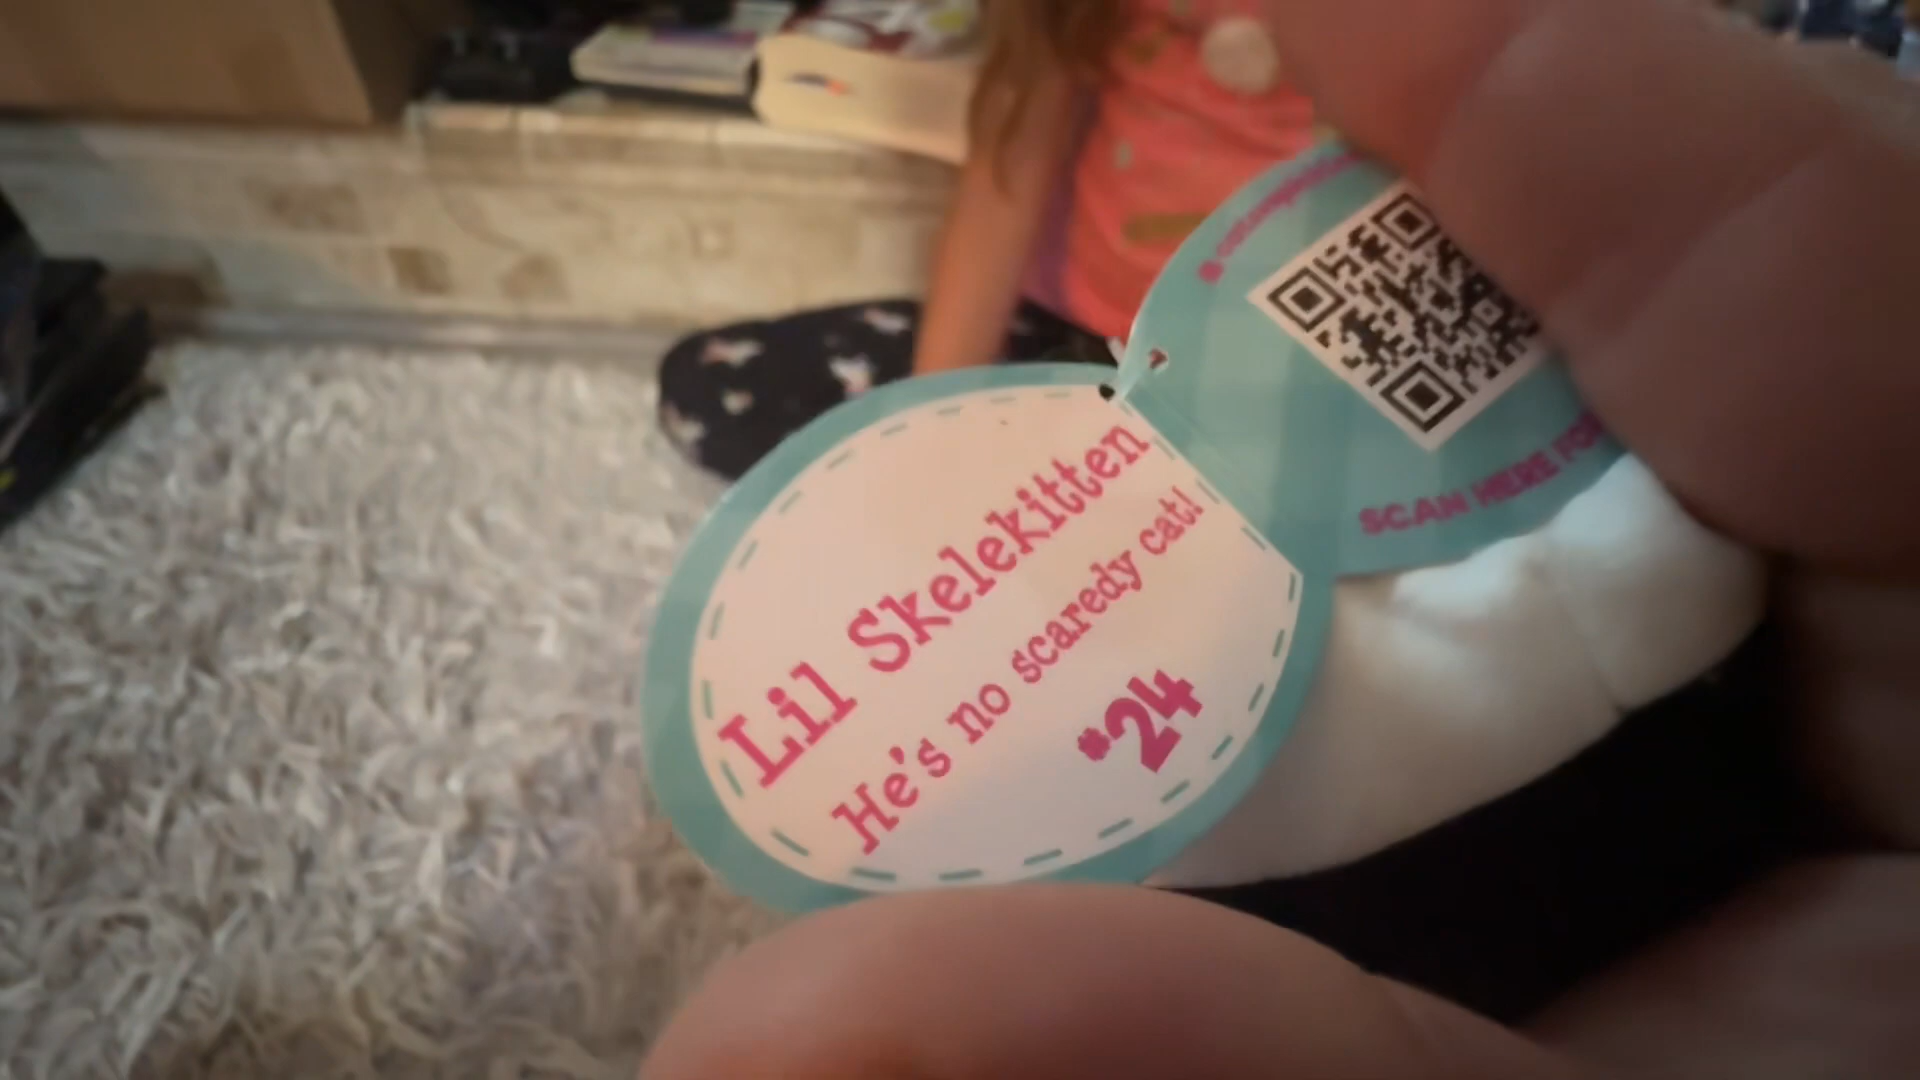 Lil Skelekitten
He's no scaredy cat!
#24
SCAN HERE FOR